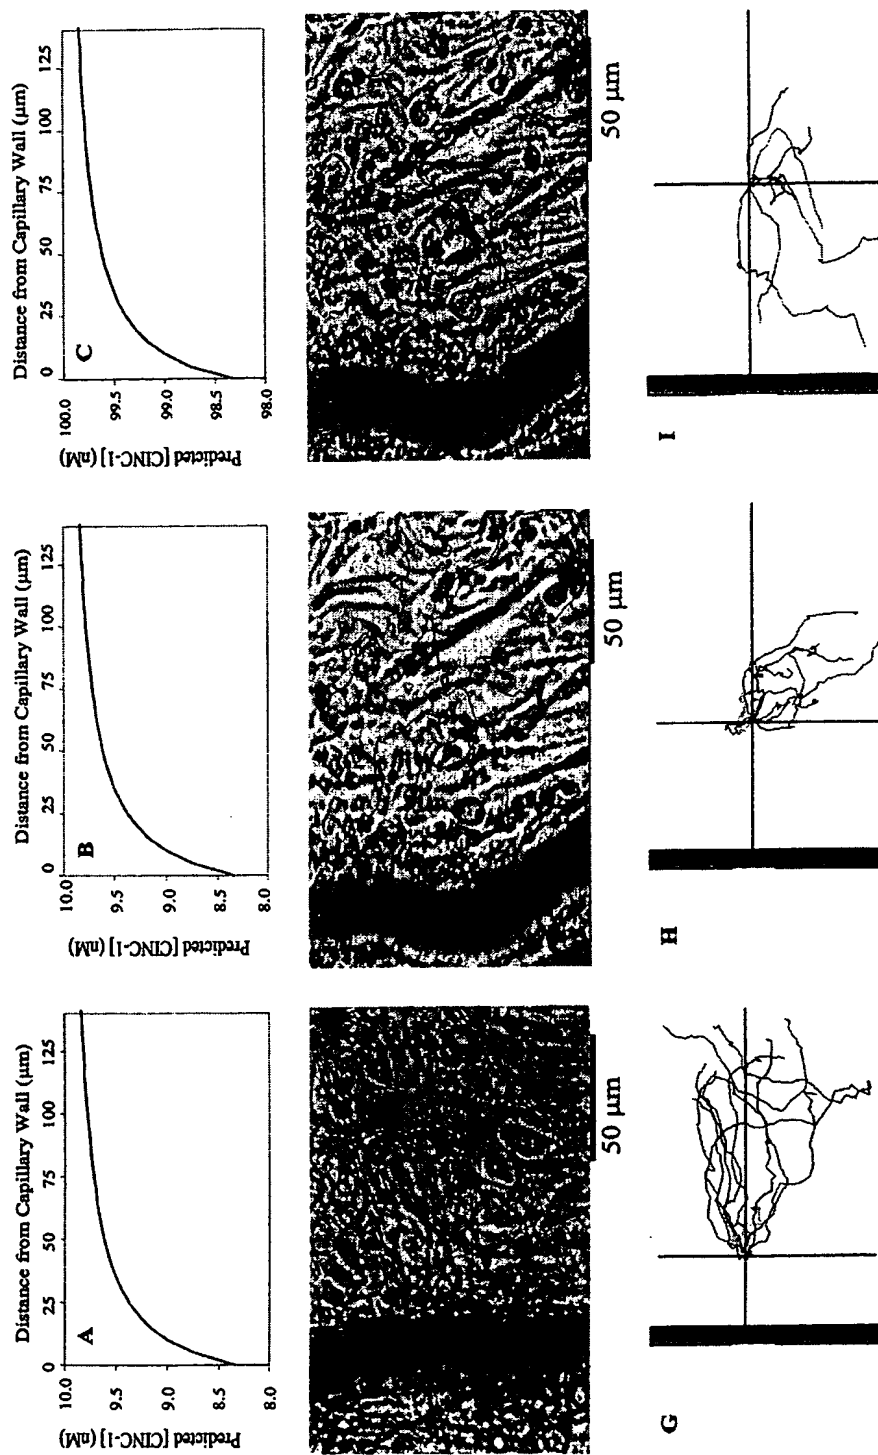 Distance from Capillary Wall (µm)
0 25 50 75 100 125
A
Predicted [CINC-1] (nM)
10.0
9.5
9.0
8.5
8.0
50 µm
G
Distance from Capillary Wall (µm)
0 25 50 75 100 125
B
Predicted [CINC-1] (nM)
10.0
9.5
9.0
8.5
8.0
50 µm
H
Distance from Capillary Wall (µm)
0 25 50 75 100 125
C
Predicted [CINC-1] (nM)
100.0
99.5
99.0
98.5
98.0
50 µm
I